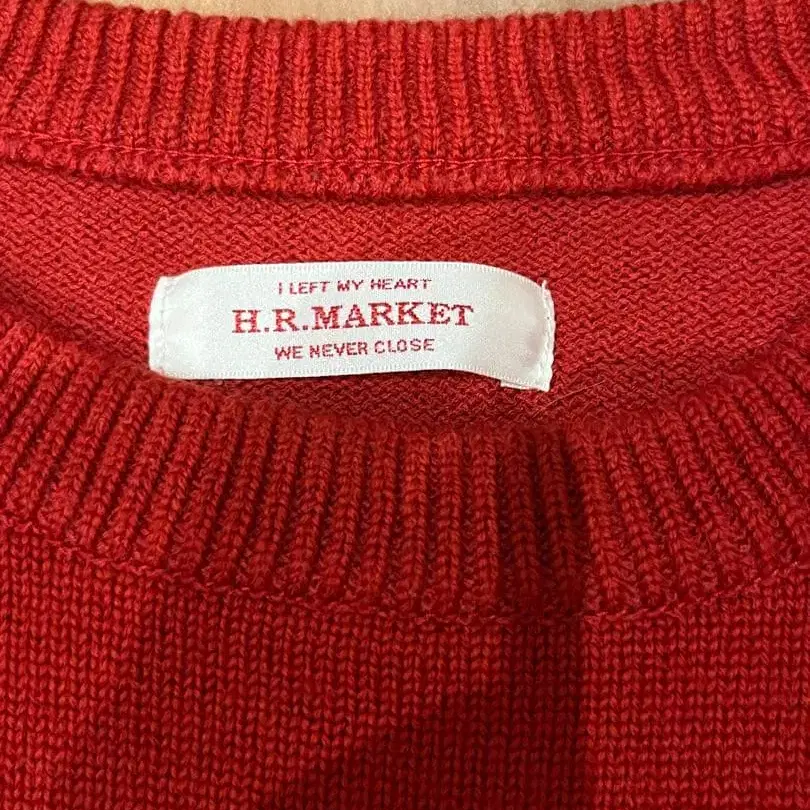 I LEFT MY HEART
H.R.MARKET
WE NEVER CLOSE